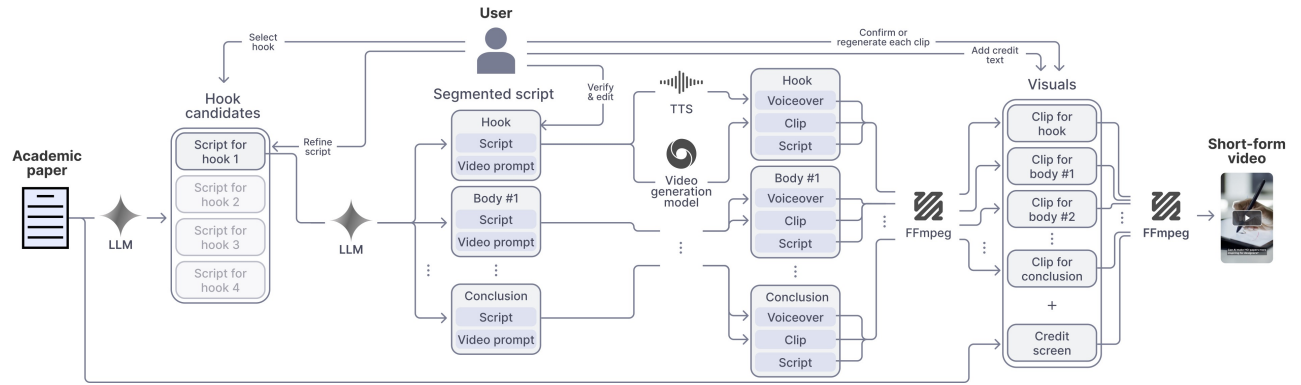 User
Select
hook
Confirm or
regenerate each clip
Add credit
text
Hook
candidates
Segmented script
Verify
& edit
TTS
Visuals
Academic
paper
LLM
Script for
hook 1
Script for
hook 2
Script for
hook 3
Script for
hook 4
Refine
script
LLM
Hook
Script
Video prompt
Body #1
Script
Video prompt
Conclusion
Script
Video prompt
Video
generation
model
Hook
Voiceover
Clip
Script
Body #1
Voiceover
Clip
Script
Conclusion
Voiceover
Clip
Script
FFmpeg
Clip for
hook
Clip for
body #1
Clip for
body #2
Clip for
conclusion
+
Credit
screen
FFmpeg
Short-form
video